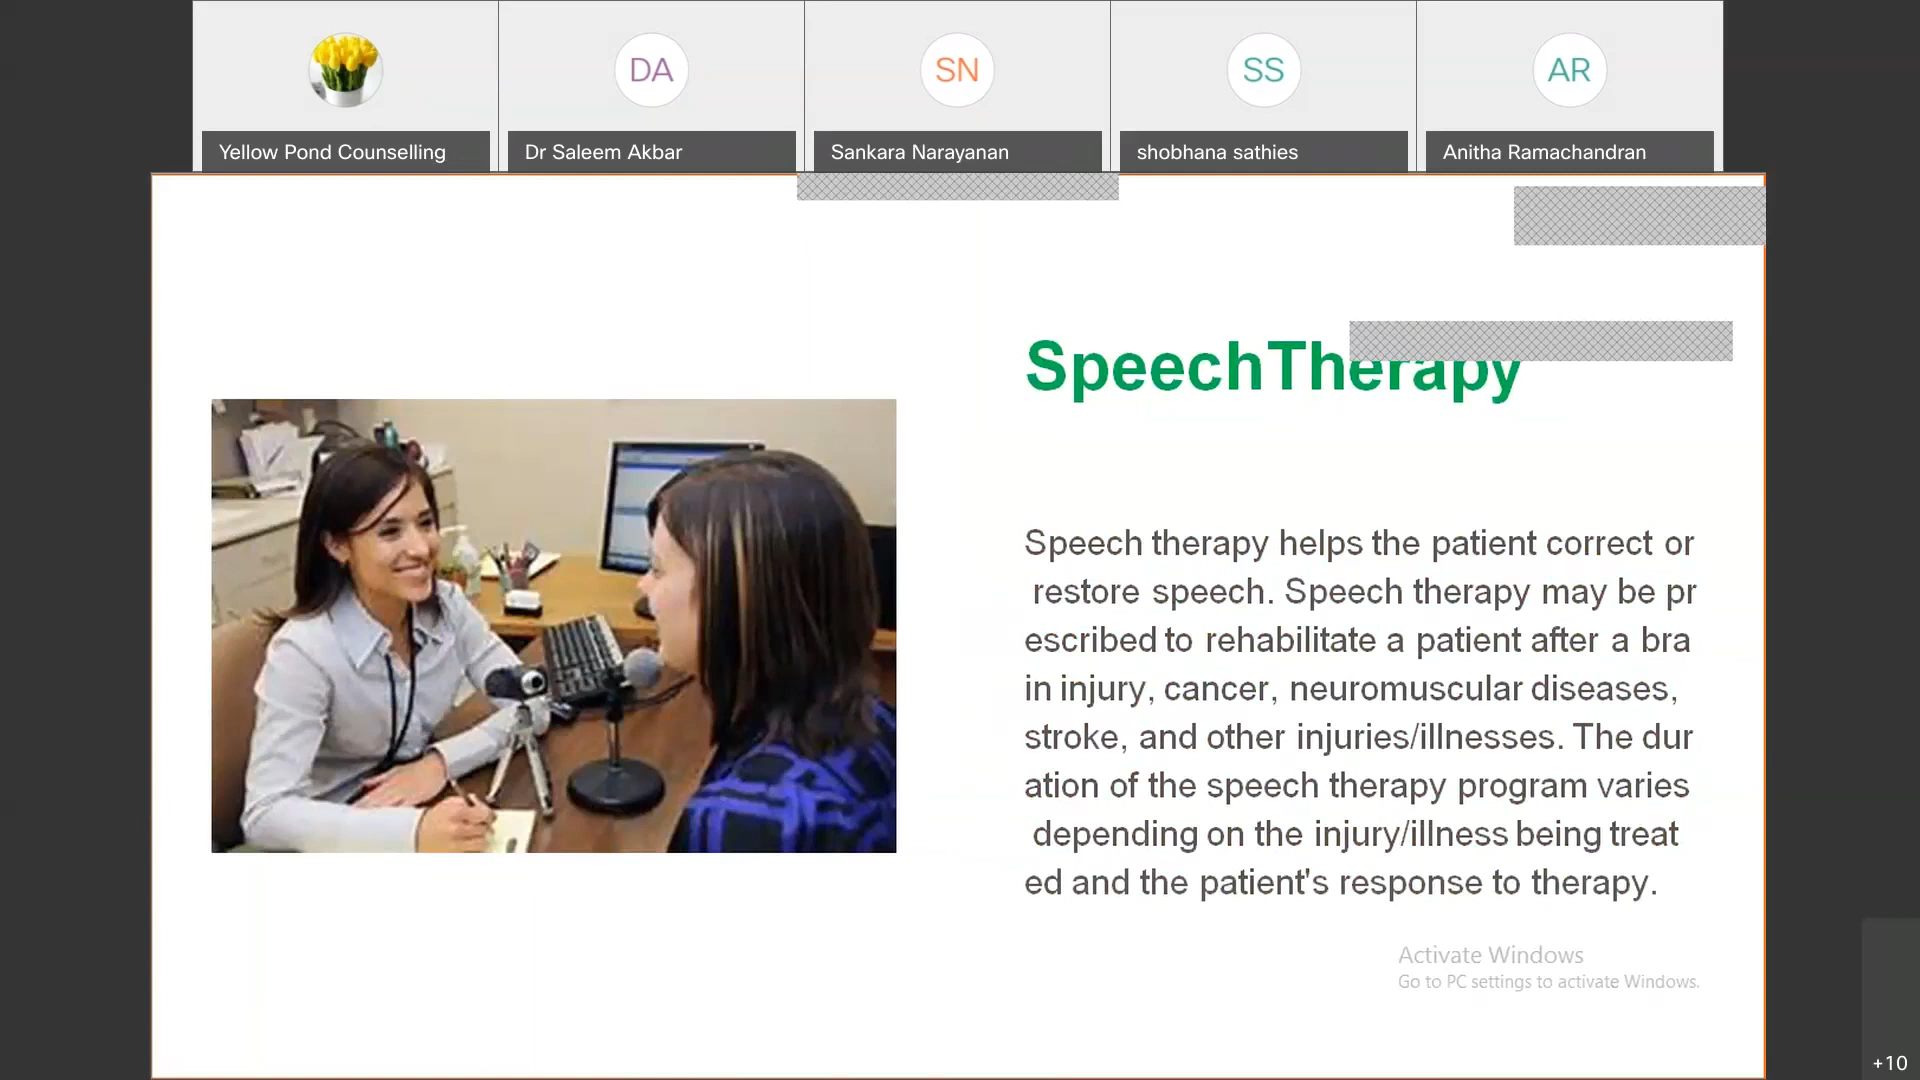 DA
SN
SS
AR
Yellow Pond Counselling
Dr Saleem Akbar
Sankara Narayanan
shobhana sathies
Anitha Ramachandran
SpeechTherapy
Speech therapy helps the patient correct or
restore speech. Speech therapy may be pr
escribed to rehabilitate a patient after a bra
in injury, cancer, neuromuscular diseases,
stroke, and other injuries/illnesses. The dur
ation of the speech therapy program varies
depending on the injury/illness being treat
ed and the patient's response to therapy.
Activate Windows
Go to PC settings to activate Windows.
+10